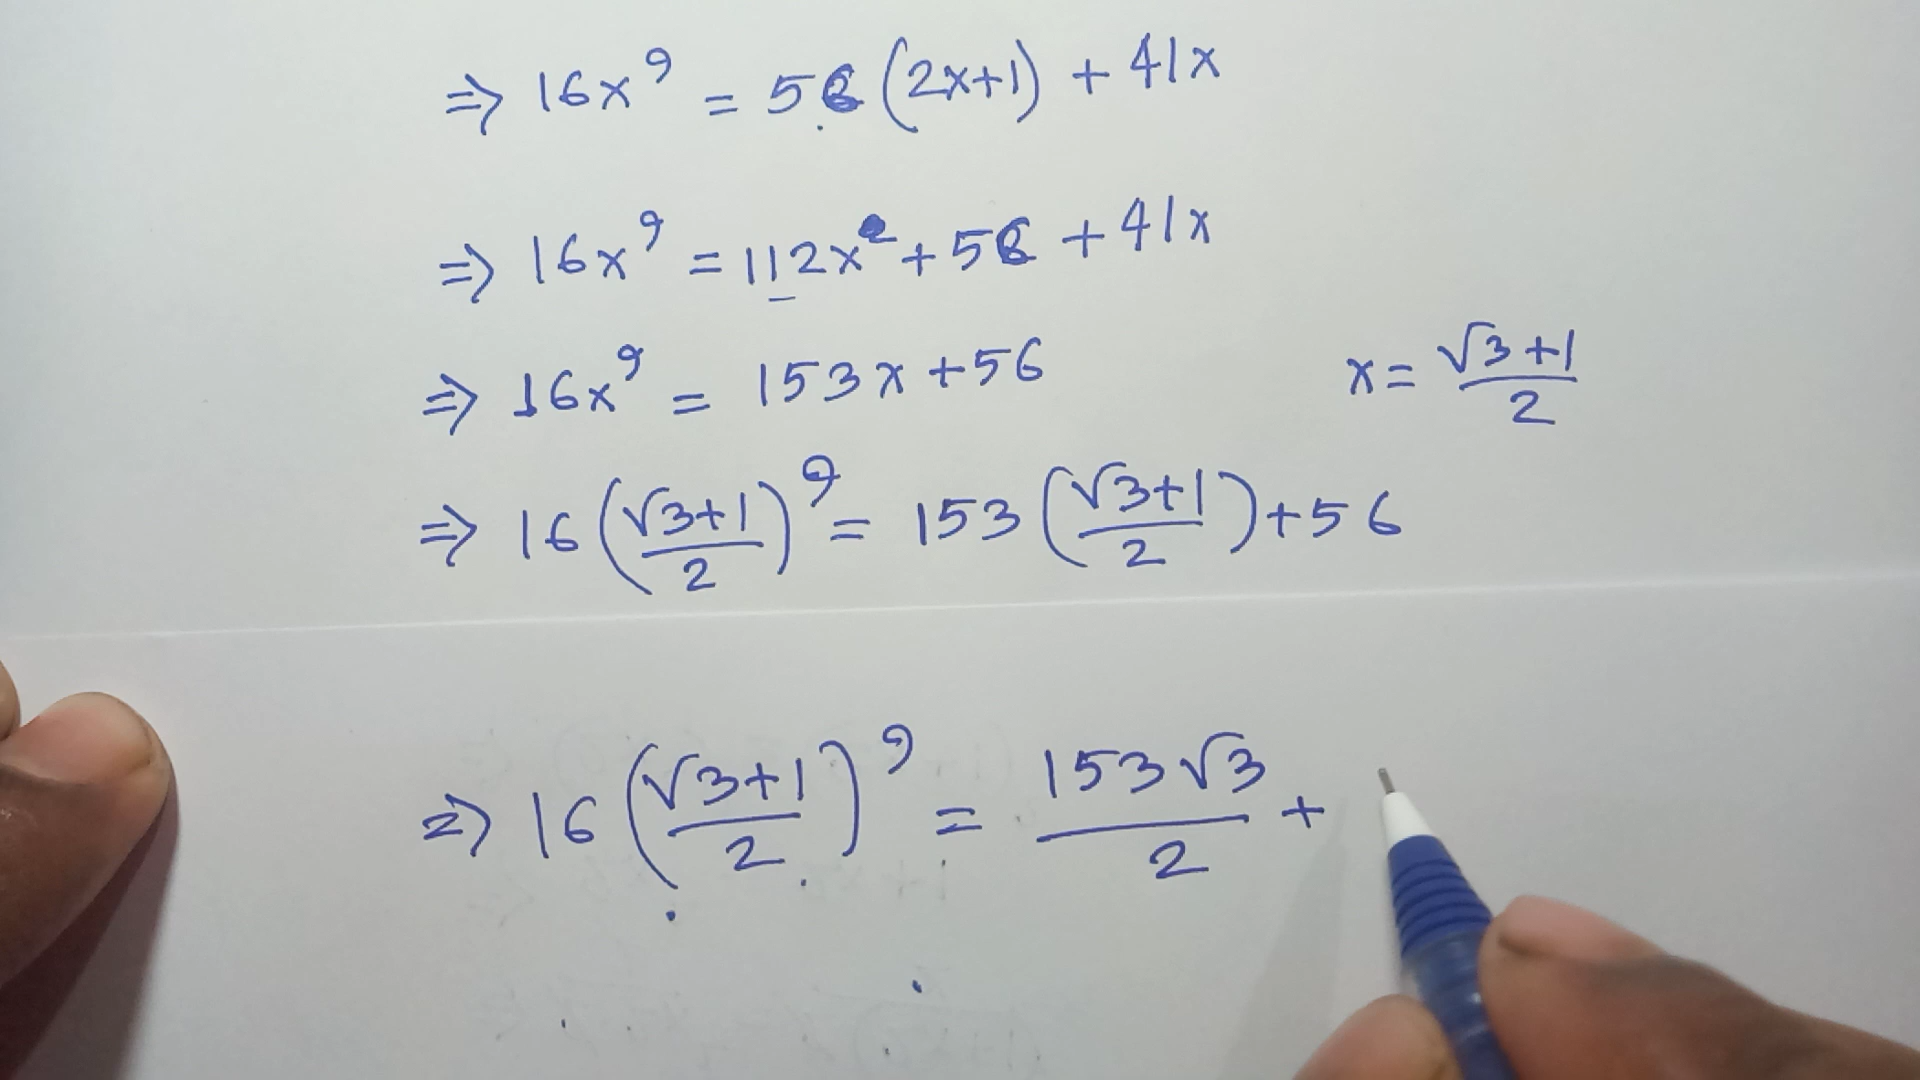 ⇒ 16x⁹ = 56 (2x+1) + 41x
⇒ 16x⁹ = 112x + 56 + 41x
⇒ 16x⁹ = 153x + 56
x = (√3+1)/2
⇒ 16 ((√3+1)/2)⁹ = 153 ((√3+1)/2) + 56
⇒ 16 ((√3+1)/2)⁹ = 153√3/2 +